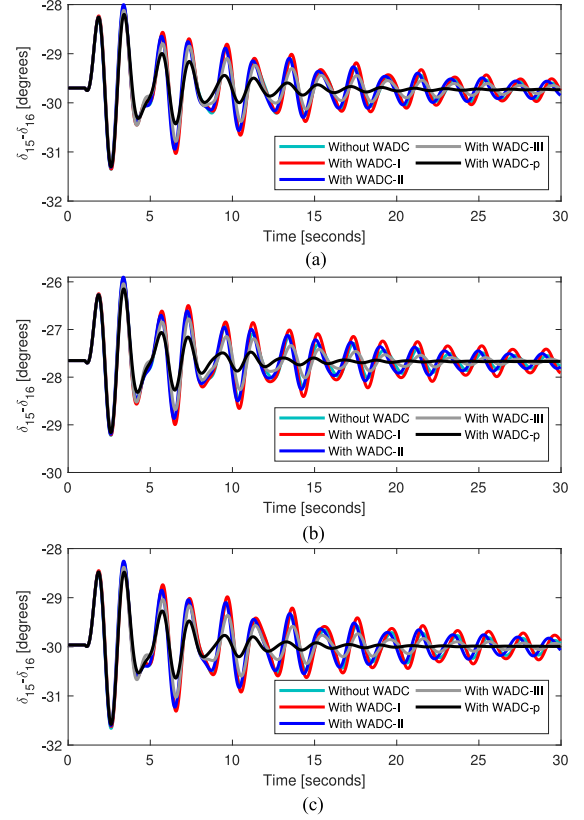 -28
-29
-30
-31
-32
δ15-δ16 [degrees]
Without WADC
With WADC-I
With WADC-II
With WADC-III
With WADC-p
0 5 10 15 20 25 30
Time [seconds]
(a)
-26
-27
-28
-29
-30
δ15-δ16 [degrees]
Without WADC
With WADC-I
With WADC-II
With WADC-III
With WADC-p
0 5 10 15 20 25 30
Time [seconds]
(b)
-28
-29
-30
-31
-32
δ15-δ16 [degrees]
Without WADC
With WADC-I
With WADC-II
With WADC-III
With WADC-p
0 5 10 15 20 25 30
Time [seconds]
(c)